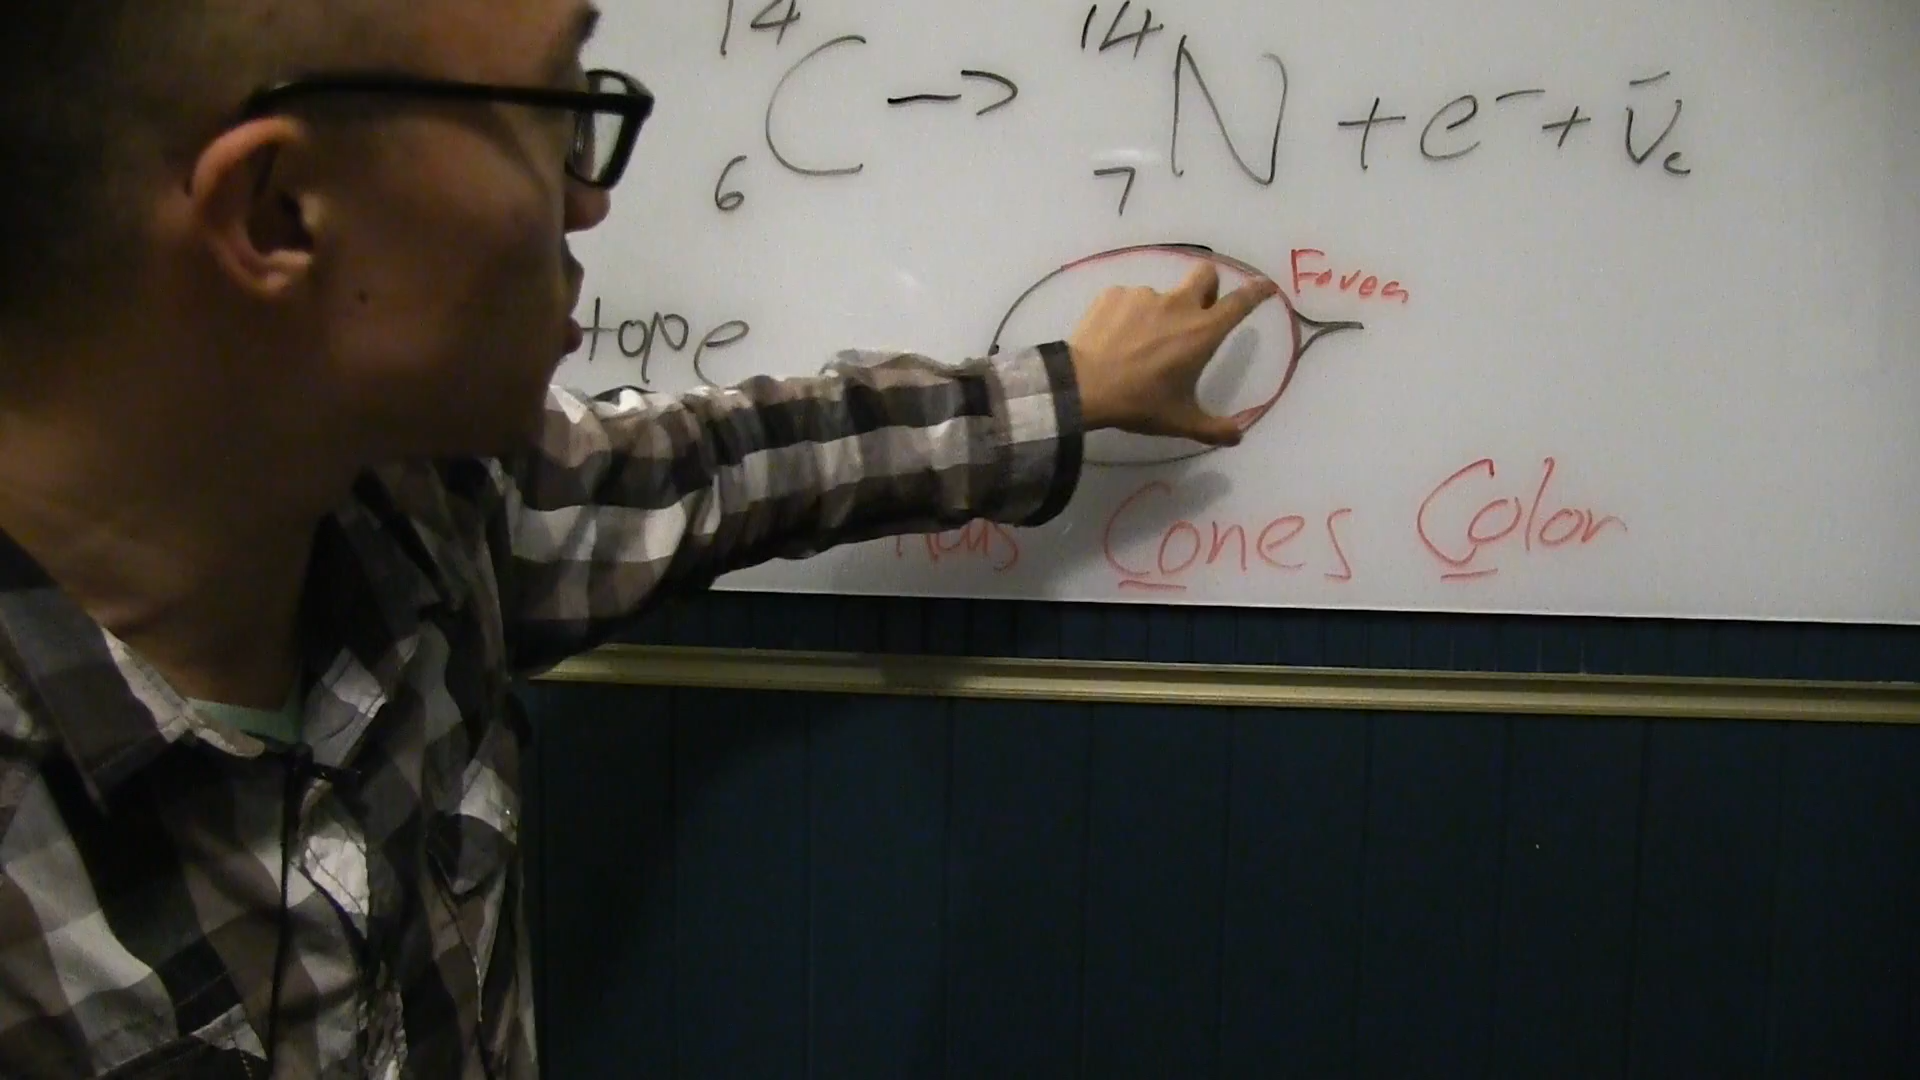 14 6 C -> 14 7 N + e⁻ + ν̄e
Fovea
tope
Cones Color